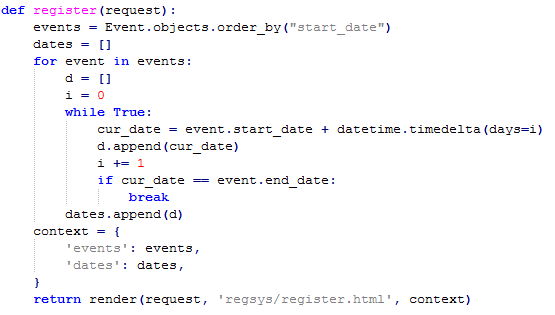 def register(request):
    events = Event.objects.order_by("start_date")
    dates = []
    for event in events:
        d = []
        i = 0
        while True:
            cur_date = event.start_date + datetime.timedelta(days=i)
            d.append(cur_date)
            i += 1
            if cur_date == event.end_date:
                break
        dates.append(d)
    context = {
        'events': events,
        'dates': dates,
    }
    return render(request, 'regsys/register.html', context)